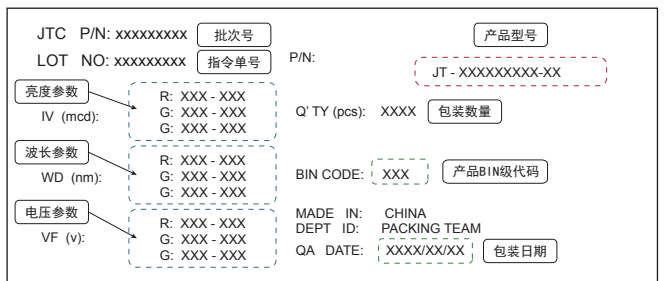 JTC P/N: xxxxxxxxx 批次号
LOT NO: xxxxxxxxx 指令单号
产品型号
P/N:
JT - XXXXXXXXX-XX
亮度参数
IV (mcd):
R: XXX - XXX
G: XXX - XXX
G: XXX - XXX
Q' TY (pcs): XXXX 包装数量
波长参数
WD (nm):
R: XXX - XXX
G: XXX - XXX
G: XXX - XXX
BIN CODE: XXX 产品BIN级代码
电压参数
VF (v):
R: XXX - XXX
G: XXX - XXX
G: XXX - XXX
MADE IN: CHINA
DEPT ID: PACKING TEAM
QA DATE: XXXX/XX/XX 包装日期